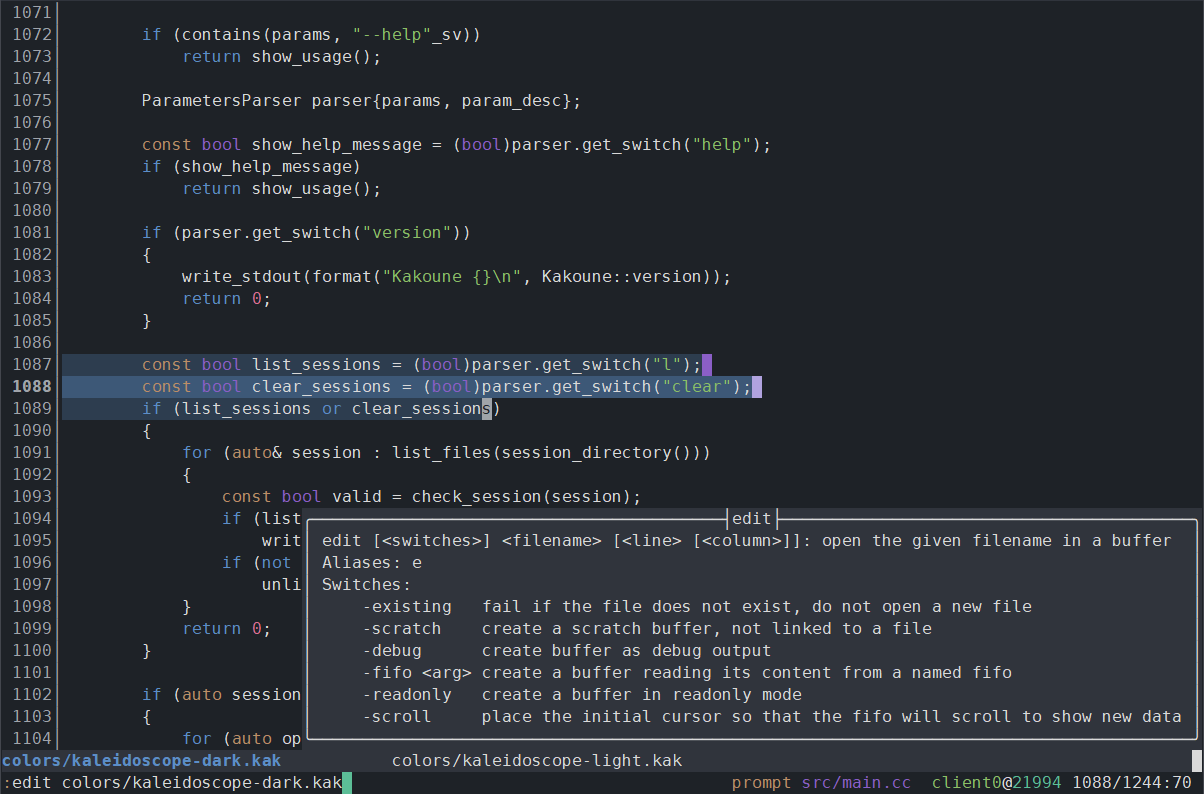 1071
1072        if (contains(params, "--help"_sv))
1073            return show_usage();
1074
1075        ParametersParser parser{params, param_desc};
1076
1077        const bool show_help_message = (bool)parser.get_switch("help");
1078        if (show_help_message)
1079            return show_usage();
1080
1081        if (parser.get_switch("version"))
1082        {
1083            write_stdout(format("Kakoune {}\n", Kakoune::version));
1084            return 0;
1085        }
1086
1087        const bool list_sessions = (bool)parser.get_switch("l");
1088        const bool clear_sessions = (bool)parser.get_switch("clear");
1089        if (list_sessions or clear_sessions)
1090        {
1091            for (auto& session : list_files(session_directory()))
1092            {
1093                const bool valid = check_session(session);
1094                if (list edit
1095                    writ edit [<switches>] <filename> [<line> [<column>]]: open the given filename in a buffer
1096                if (not Aliases: e
1097                    unli Switches:
1098            } -existing   fail if the file does not exist, do not open a new file
1099            return 0; -scratch    create a scratch buffer, not linked to a file
1100        } -debug      create buffer as debug output
1101 -fifo <arg> create a buffer reading its content from a named fifo
1102        if (auto session -readonly   create a buffer in readonly mode
1103        { -scroll     place the initial cursor so that the fifo will scroll to show new data
1104            for (auto op
colors/kaleidoscope-dark.kak colors/kaleidoscope-light.kak
:edit colors/kaleidoscope-dark.kak prompt src/main.cc client0@21994 1088/1244:70